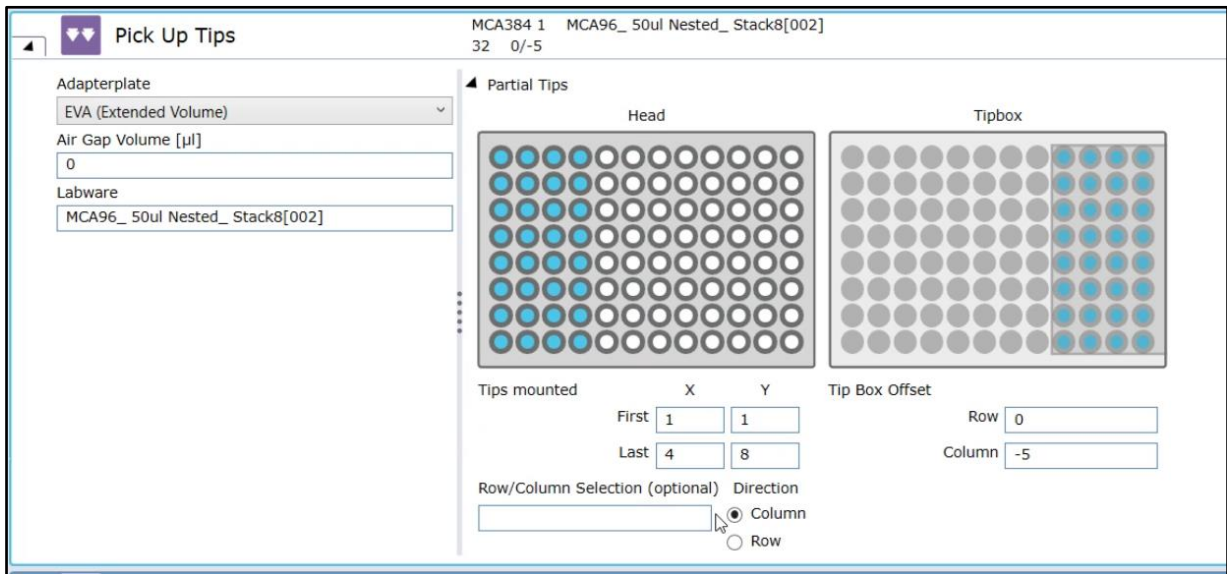 Pick Up Tips
MCA384 1 MCA96_ 50ul Nested_ Stack8[002]
32 0/-5
Adapterplate
EVA (Extended Volume)
Air Gap Volume [µl]
0
Labware
MCA96_ 50ul Nested_ Stack8[002]
Partial Tips
Head
Tipbox
Tips mounted X Y
First 1 1
Last 4 8
Row/Column Selection (optional) Direction
Column
Row
Tip Box Offset
Row 0
Column -5